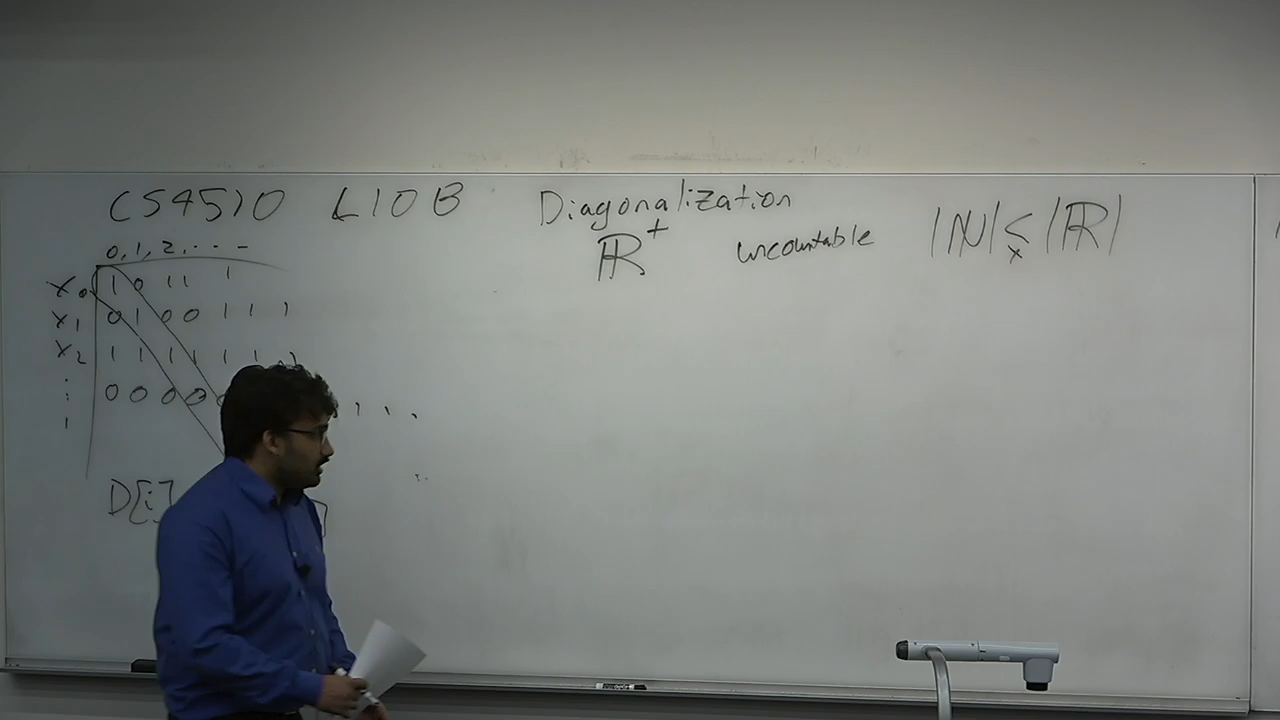 CS4510 L10B Diagonalization
ℝ⁺ uncountable |ℕ| ≤ₓ |ℝ|
0, 1, 2, . . . -
x₀ 1 0 1 1 1
x₁ 0 1 0 0 1 1 1
x₂ 1 1 1 1 1 1 1
: 0 0 0 0
D[i]